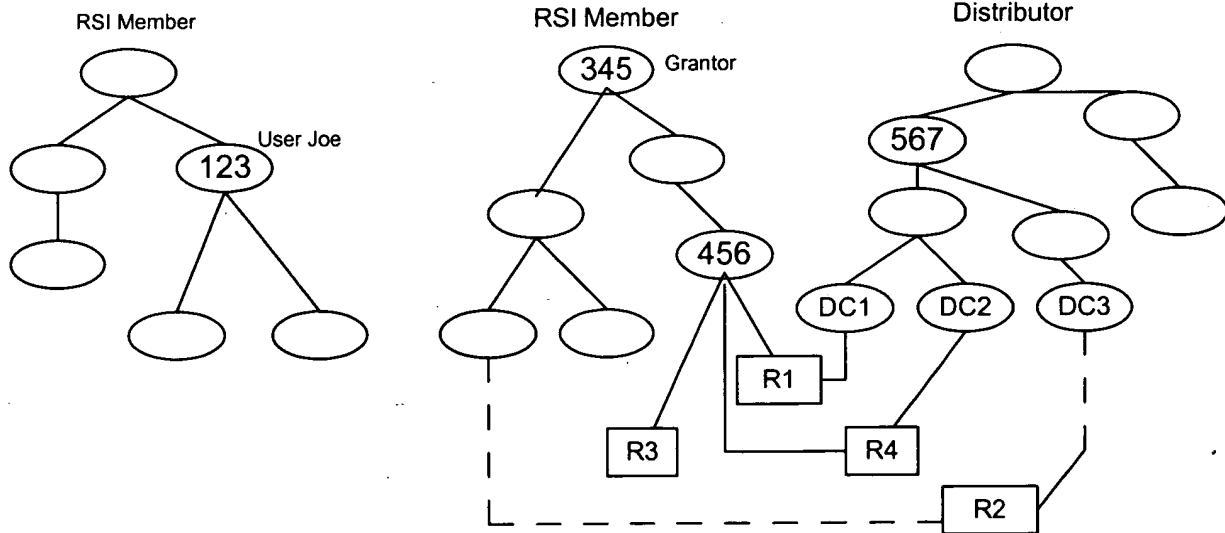 RSI Member
RSI Member
Distributor
345
Grantor
User Joe
123
567
456
DC1
DC2
DC3
R1
R3
R4
R2